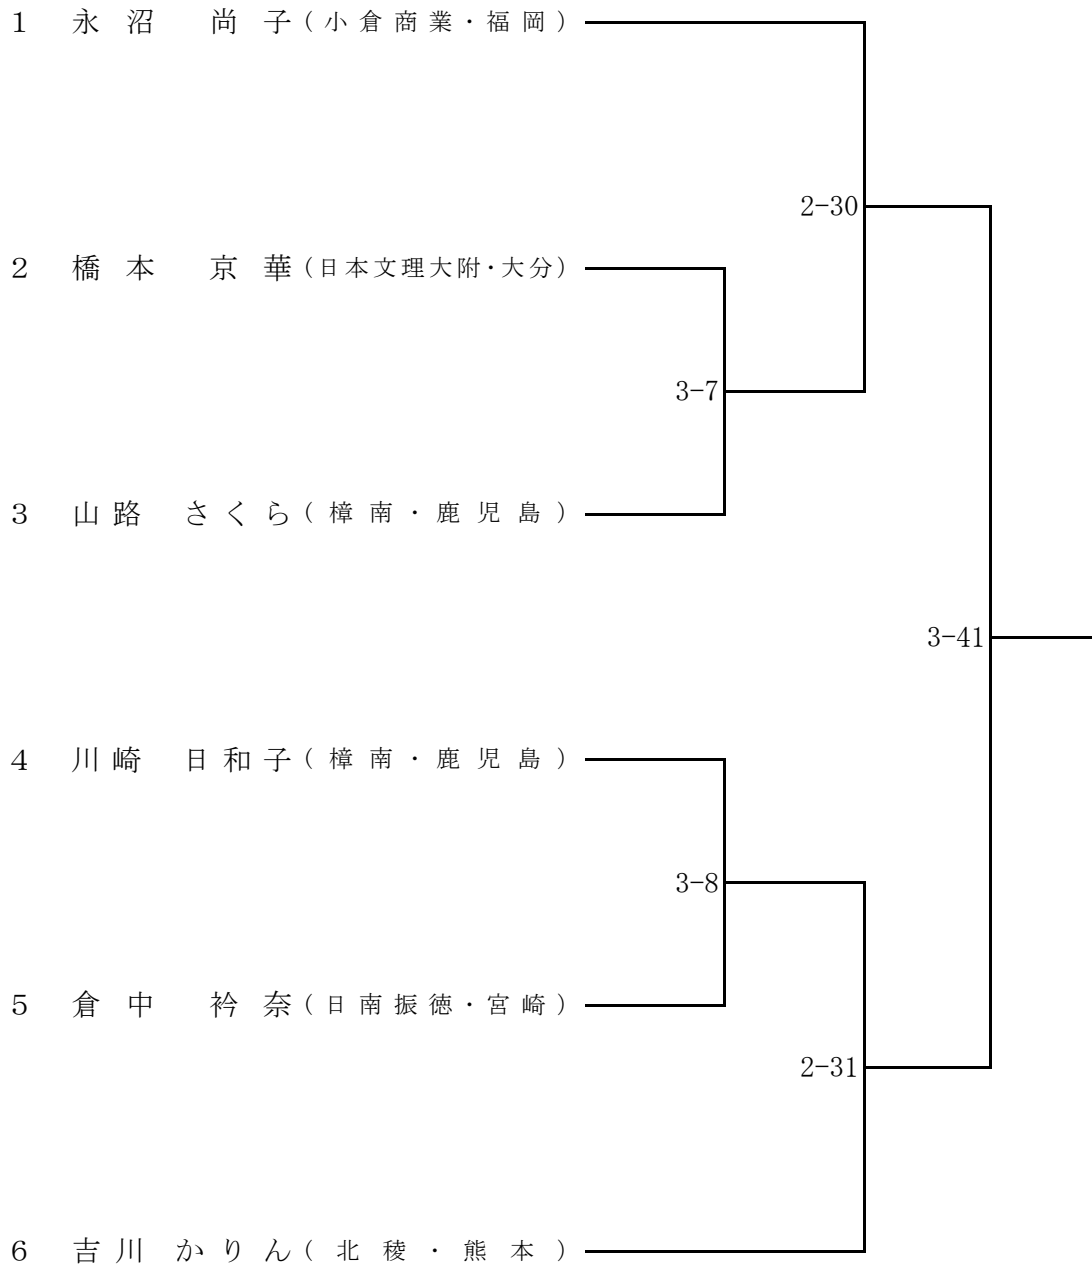 1 永沼 尚子(小倉商業・福岡)
2-30
2 橋本 京華(日本文理大附・大分)
3-7
3 山路 さくら(樟南・鹿児島)
3-41
4 川崎 日和子(樟南・鹿児島)
3-8
5 倉中 衿奈(日南振徳・宮崎)
2-31
6 吉川 かりん(北稜・熊本)